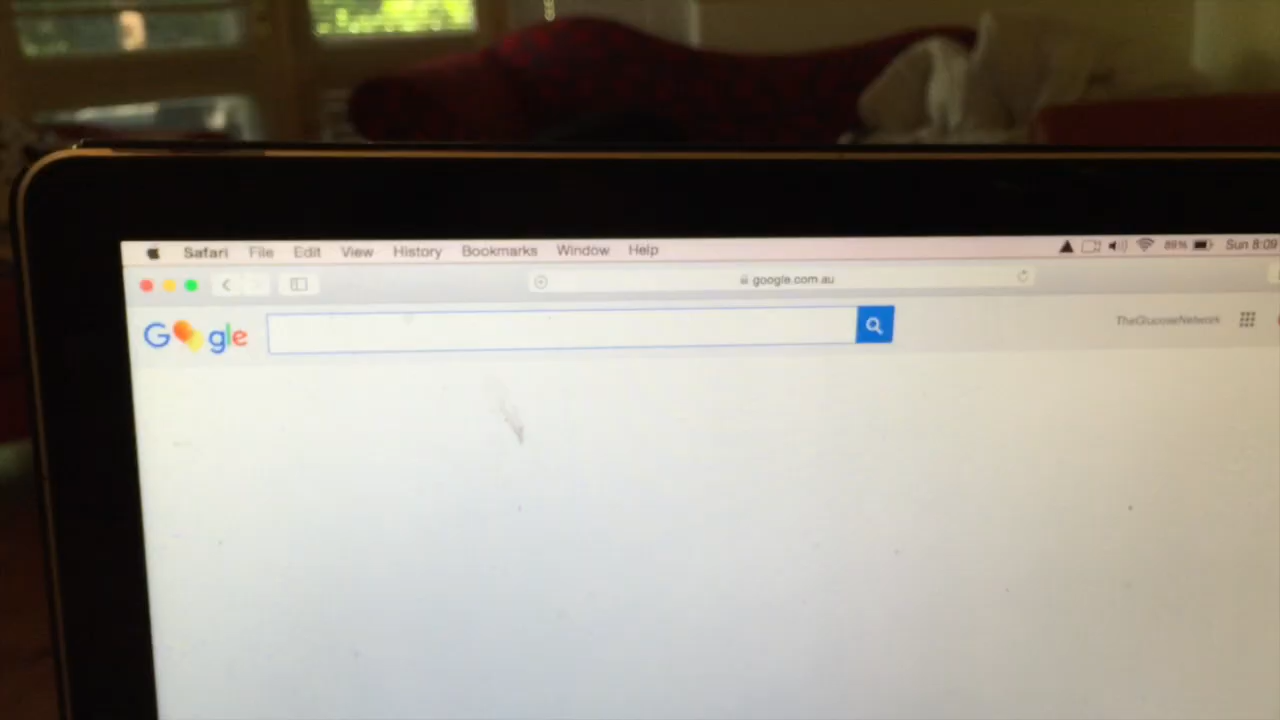 Safari File Edit View History Bookmarks Window Help 89% Sun 8:09
google.com.au
Google
TheGlucoseNetwork